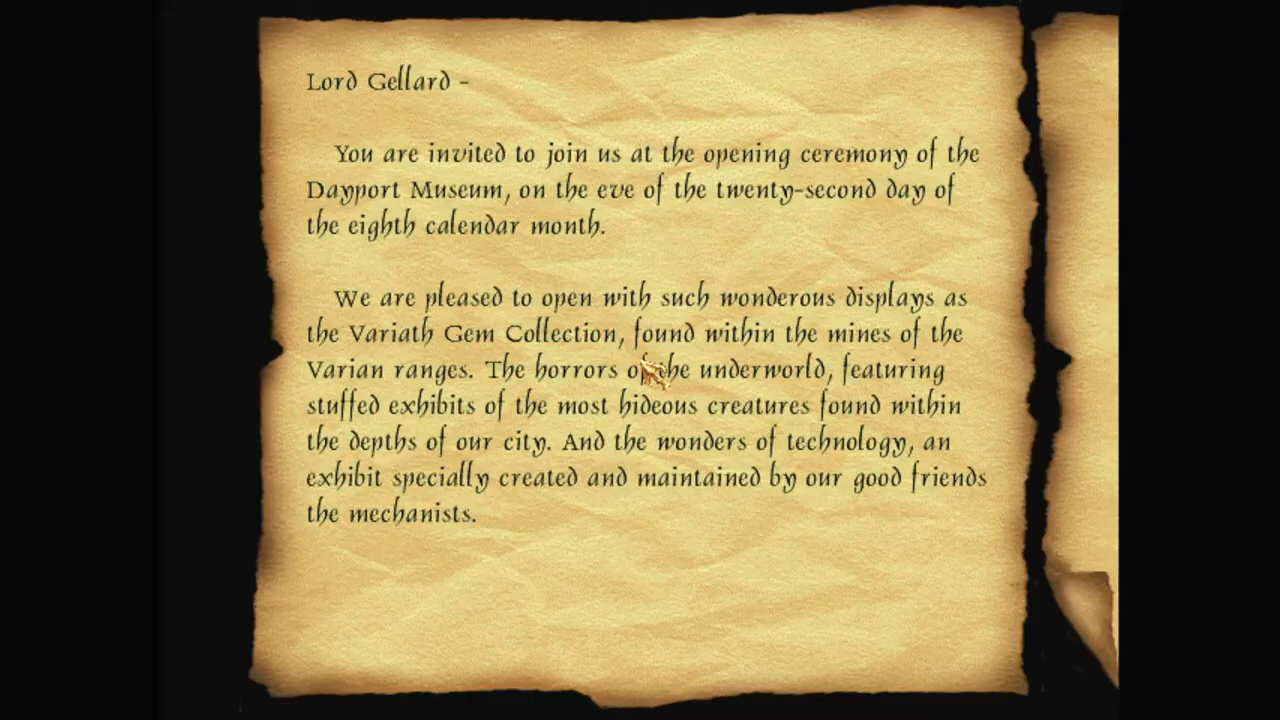 Lord Gellard -
You are invited to join us at the opening ceremony of the
Dayport Museum, on the eve of the twenty-second day of
the eighth calendar month.
We are pleased to open with such wonderous displays as
the Variath Gem Collection, found within the mines of the
Varian ranges. The horrors of the underworld, featuring
stuffed exhibits of the most hideous creatures found within
the depths of our city. And the wonders of technology, an
exhibit specially created and maintained by our good friends
the mechanists.